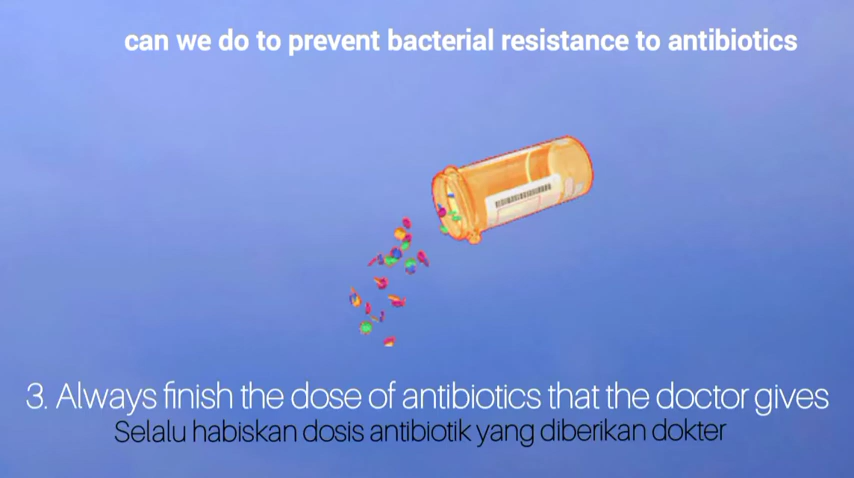 can we do to prevent bacterial resistance to antibiotics
3. Always finish the dose of antibiotics that the doctor gives
Selalu habiskan dosis antibiotik yang diberikan dokter